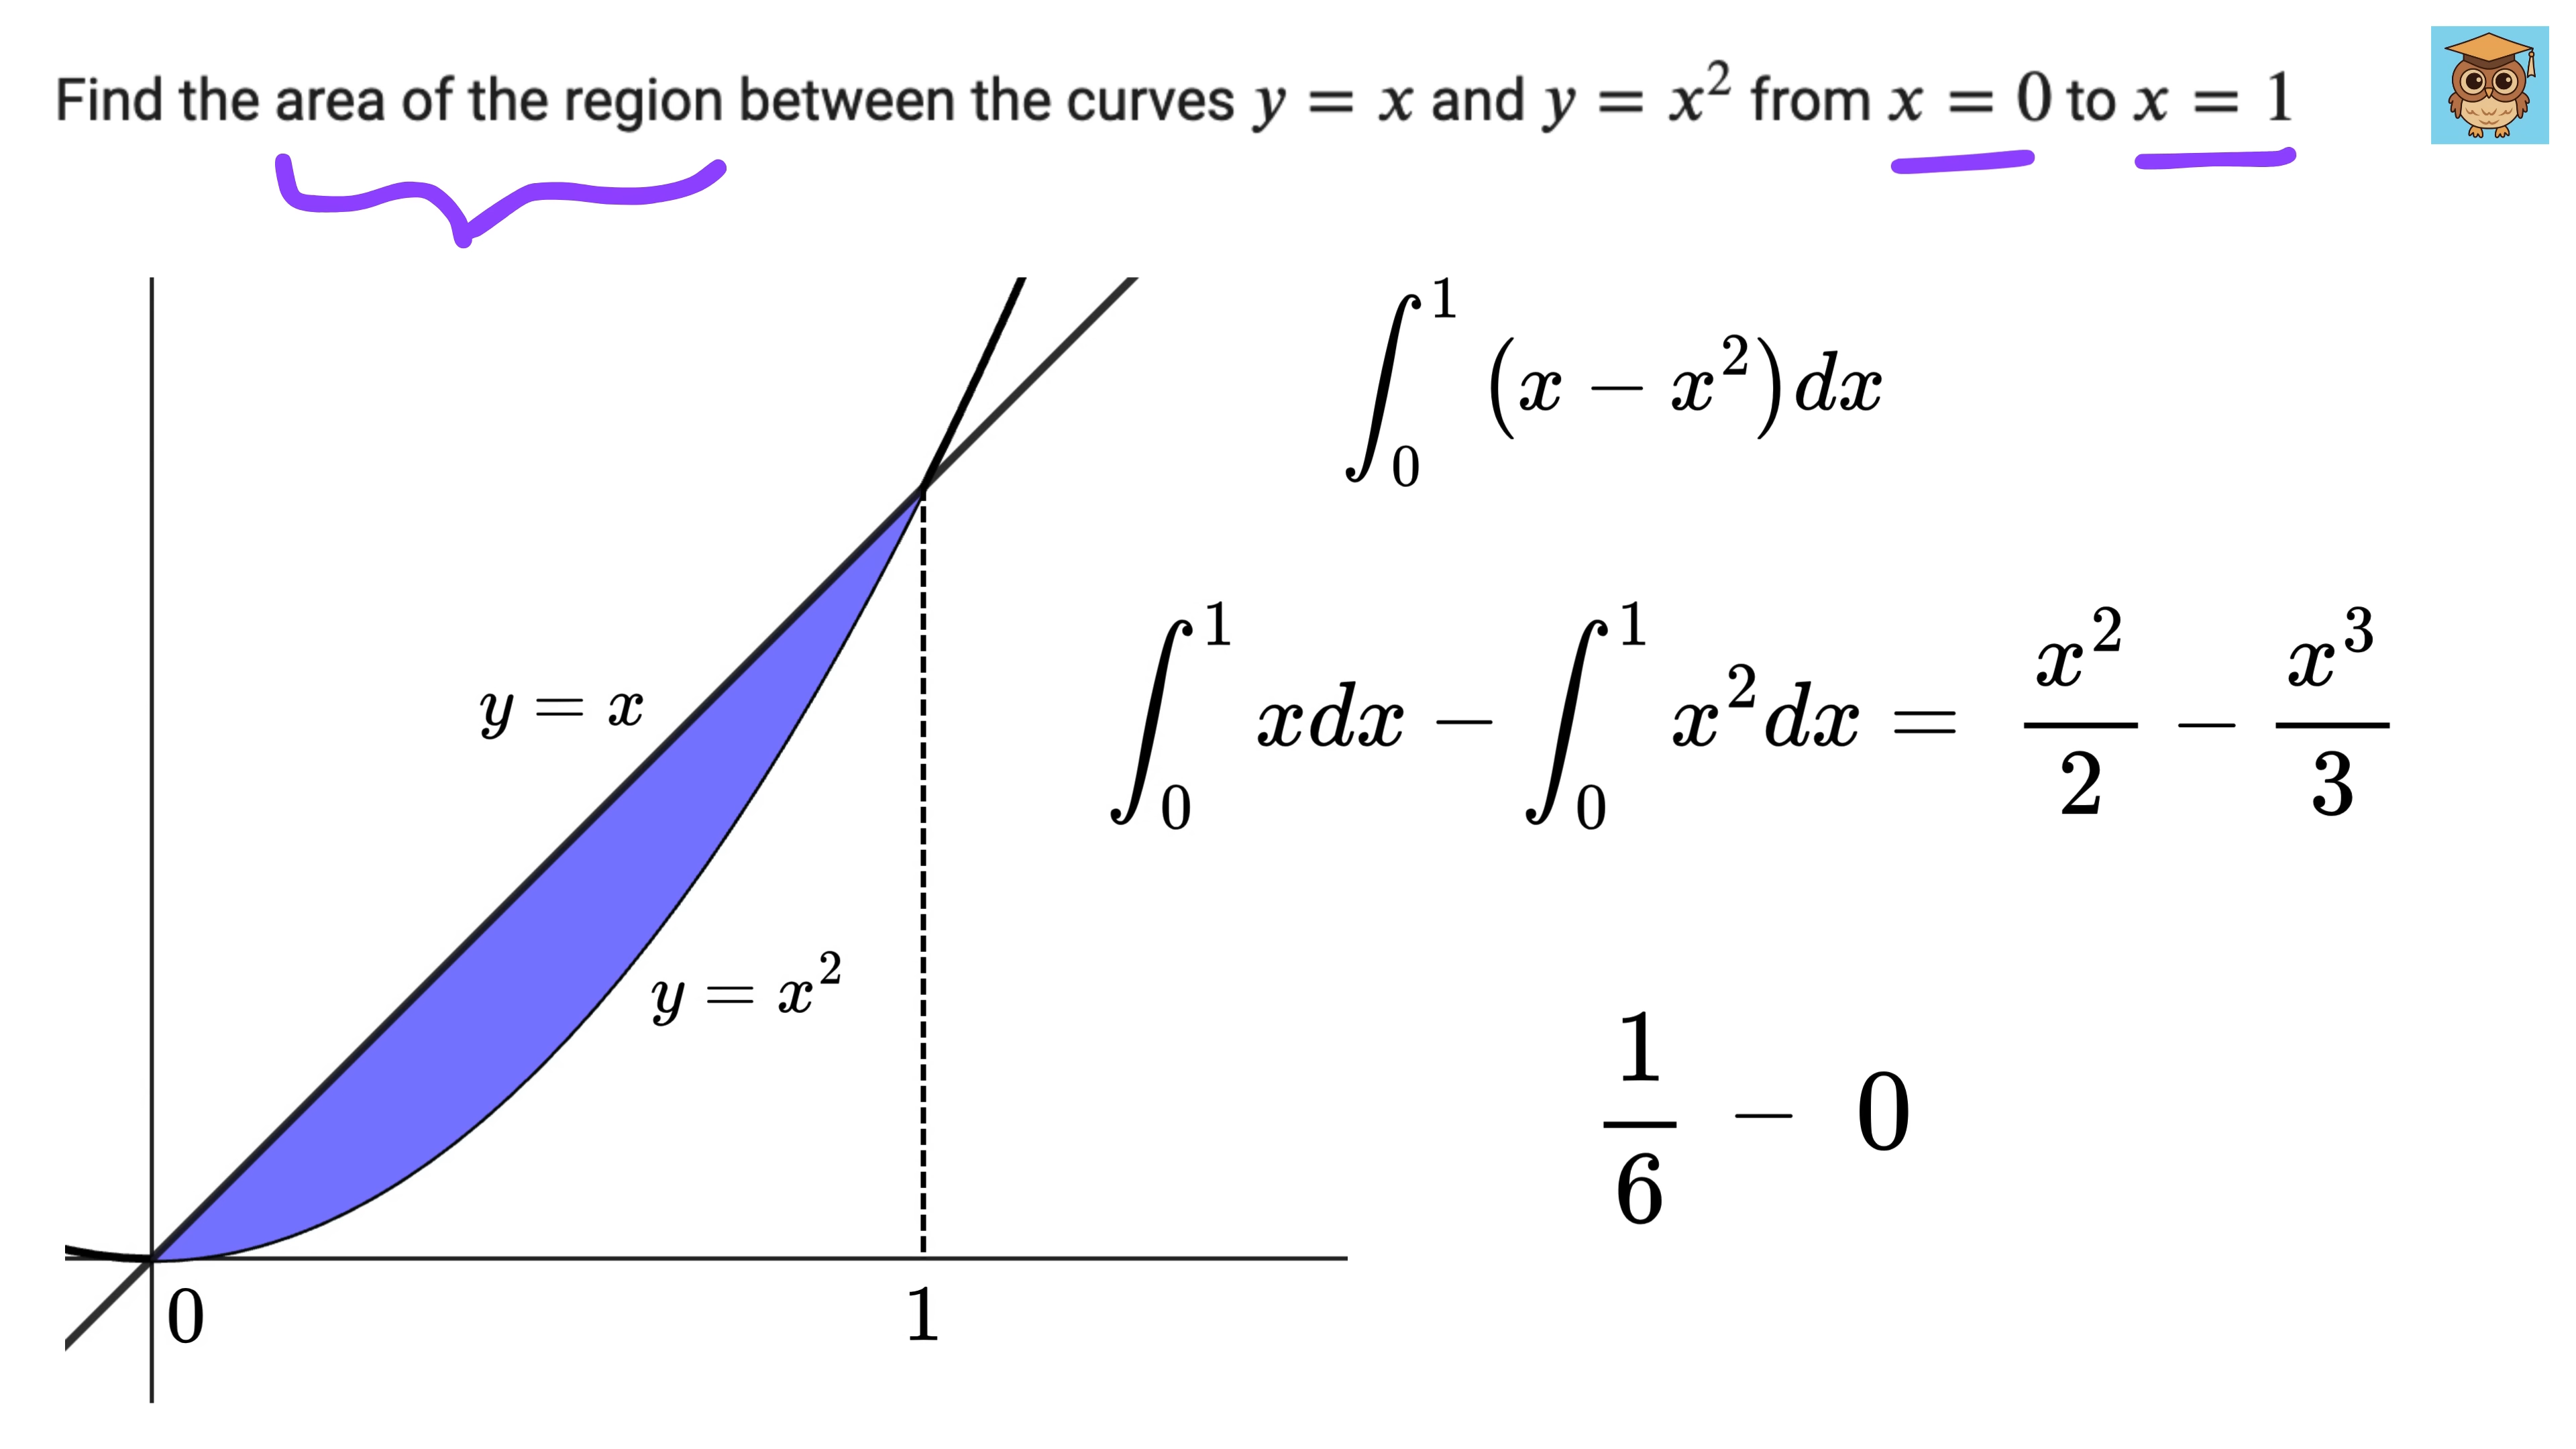 Find the area of the region between the curves y = x and y = x² from x = 0 to x = 1
∫₀¹ (x − x²)dx
∫₀¹ xdx − ∫₀¹ x²dx = x²/2 − x³/3
y = x
y = x²
1/6 − 0
0 1